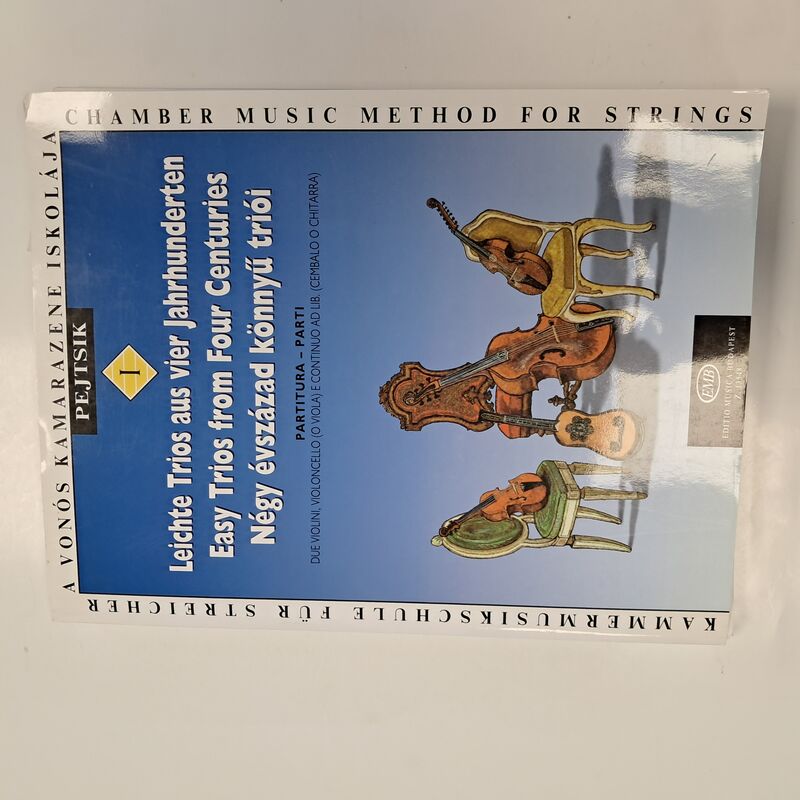 A VONÓS KAMARAZENE ISKOLÁJA
CHAMBER MUSIC METHOD FOR STRINGS
KAMMERMUSIKSCHULE FÜR STREICHER
PEJTSIK
I
Leichte Trios aus vier Jahrhunderten
Easy Trios from Four Centuries
Négy évszázad könnyű triói
PARTITURA – PARTI
DUE VIOLINI, VIOLONCELLO (O VIOLA) E CONTINUO AD LIB. (CEMBALO O CHITARRA)
EMB
EDITIO MUSICA BUDAPEST